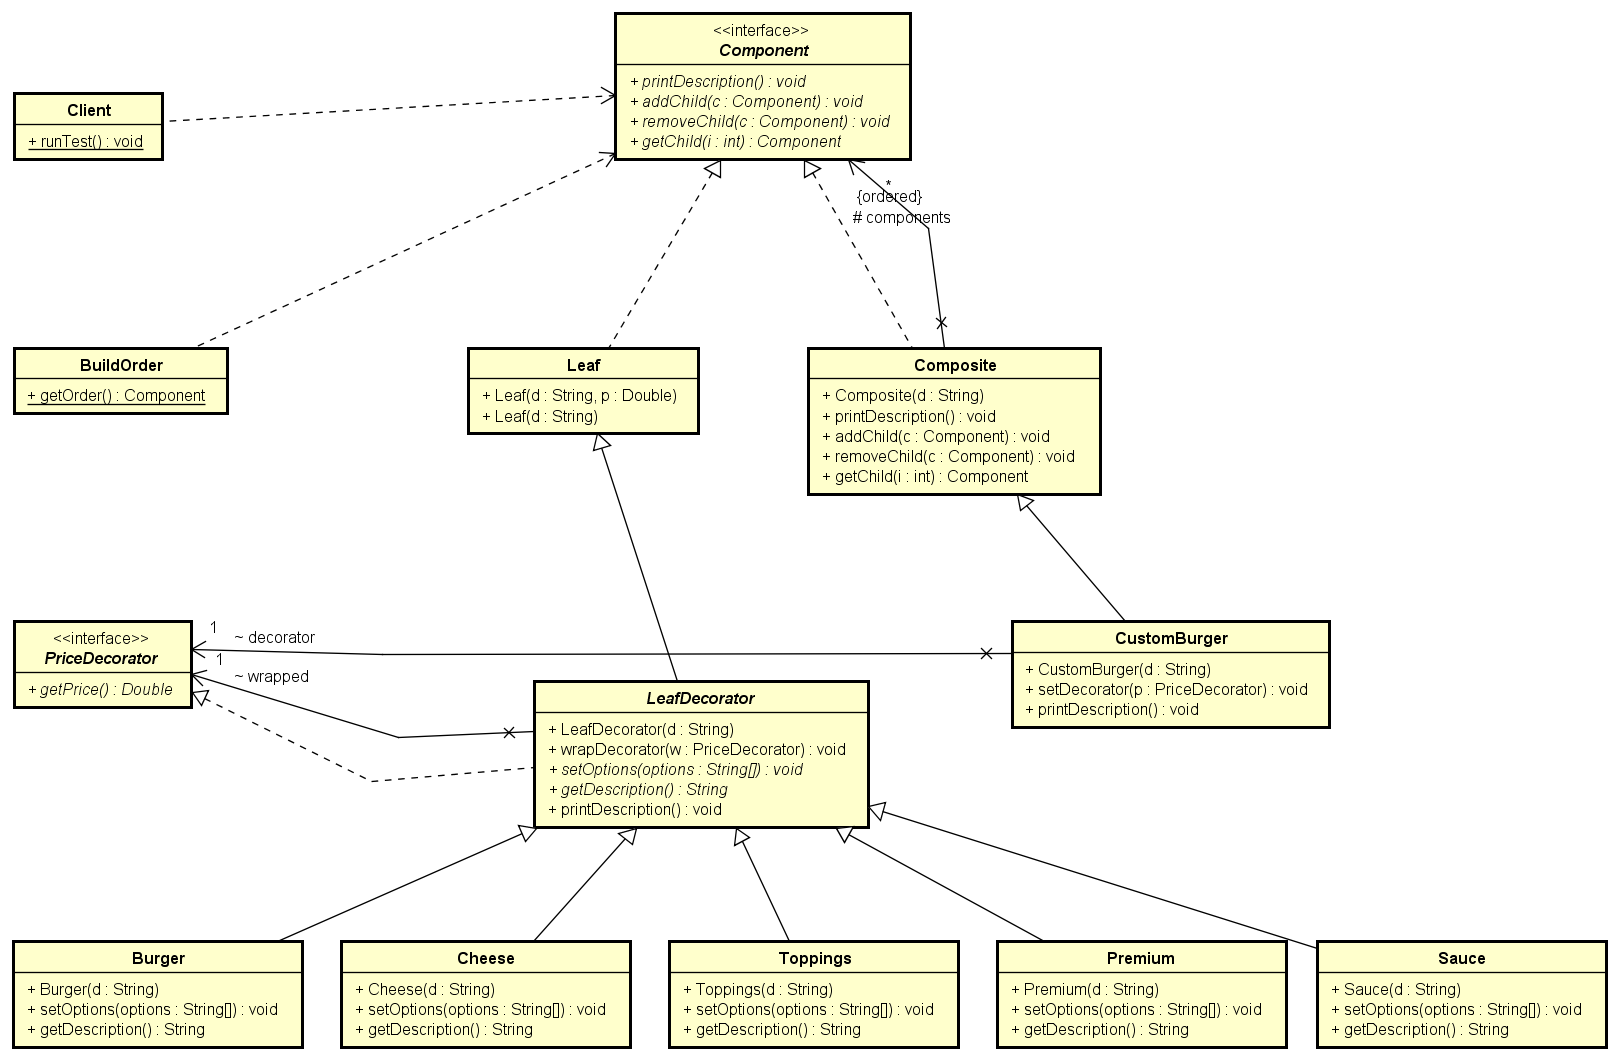 <<interface>>
Component
+ printDescription() : void
+ addChild(c : Component) : void
+ removeChild(c : Component) : void
+ getChild(i : int) : Component
Client
+ runTest() : void
*
{ordered}
# components
BuildOrder
+ getOrder() : Component
Leaf
+ Leaf(d : String, p : Double)
+ Leaf(d : String)
Composite
+ Composite(d : String)
+ printDescription() : void
+ addChild(c : Component) : void
+ removeChild(c : Component) : void
+ getChild(i : int) : Component
<<interface>>
PriceDecorator
+ getPrice() : Double
1
~ decorator
1
~ wrapped
CustomBurger
+ CustomBurger(d : String)
+ setDecorator(p : PriceDecorator) : void
+ printDescription() : void
LeafDecorator
+ LeafDecorator(d : String)
+ wrapDecorator(w : PriceDecorator) : void
+ setOptions(options : String[]) : void
+ getDescription() : String
+ printDescription() : void
Burger
+ Burger(d : String)
+ setOptions(options : String[]) : void
+ getDescription() : String
Cheese
+ Cheese(d : String)
+ setOptions(options : String[]) : void
+ getDescription() : String
Toppings
+ Toppings(d : String)
+ setOptions(options : String[]) : void
+ getDescription() : String
Premium
+ Premium(d : String)
+ setOptions(options : String[]) : void
+ getDescription() : String
Sauce
+ Sauce(d : String)
+ setOptions(options : String[]) : void
+ getDescription() : String